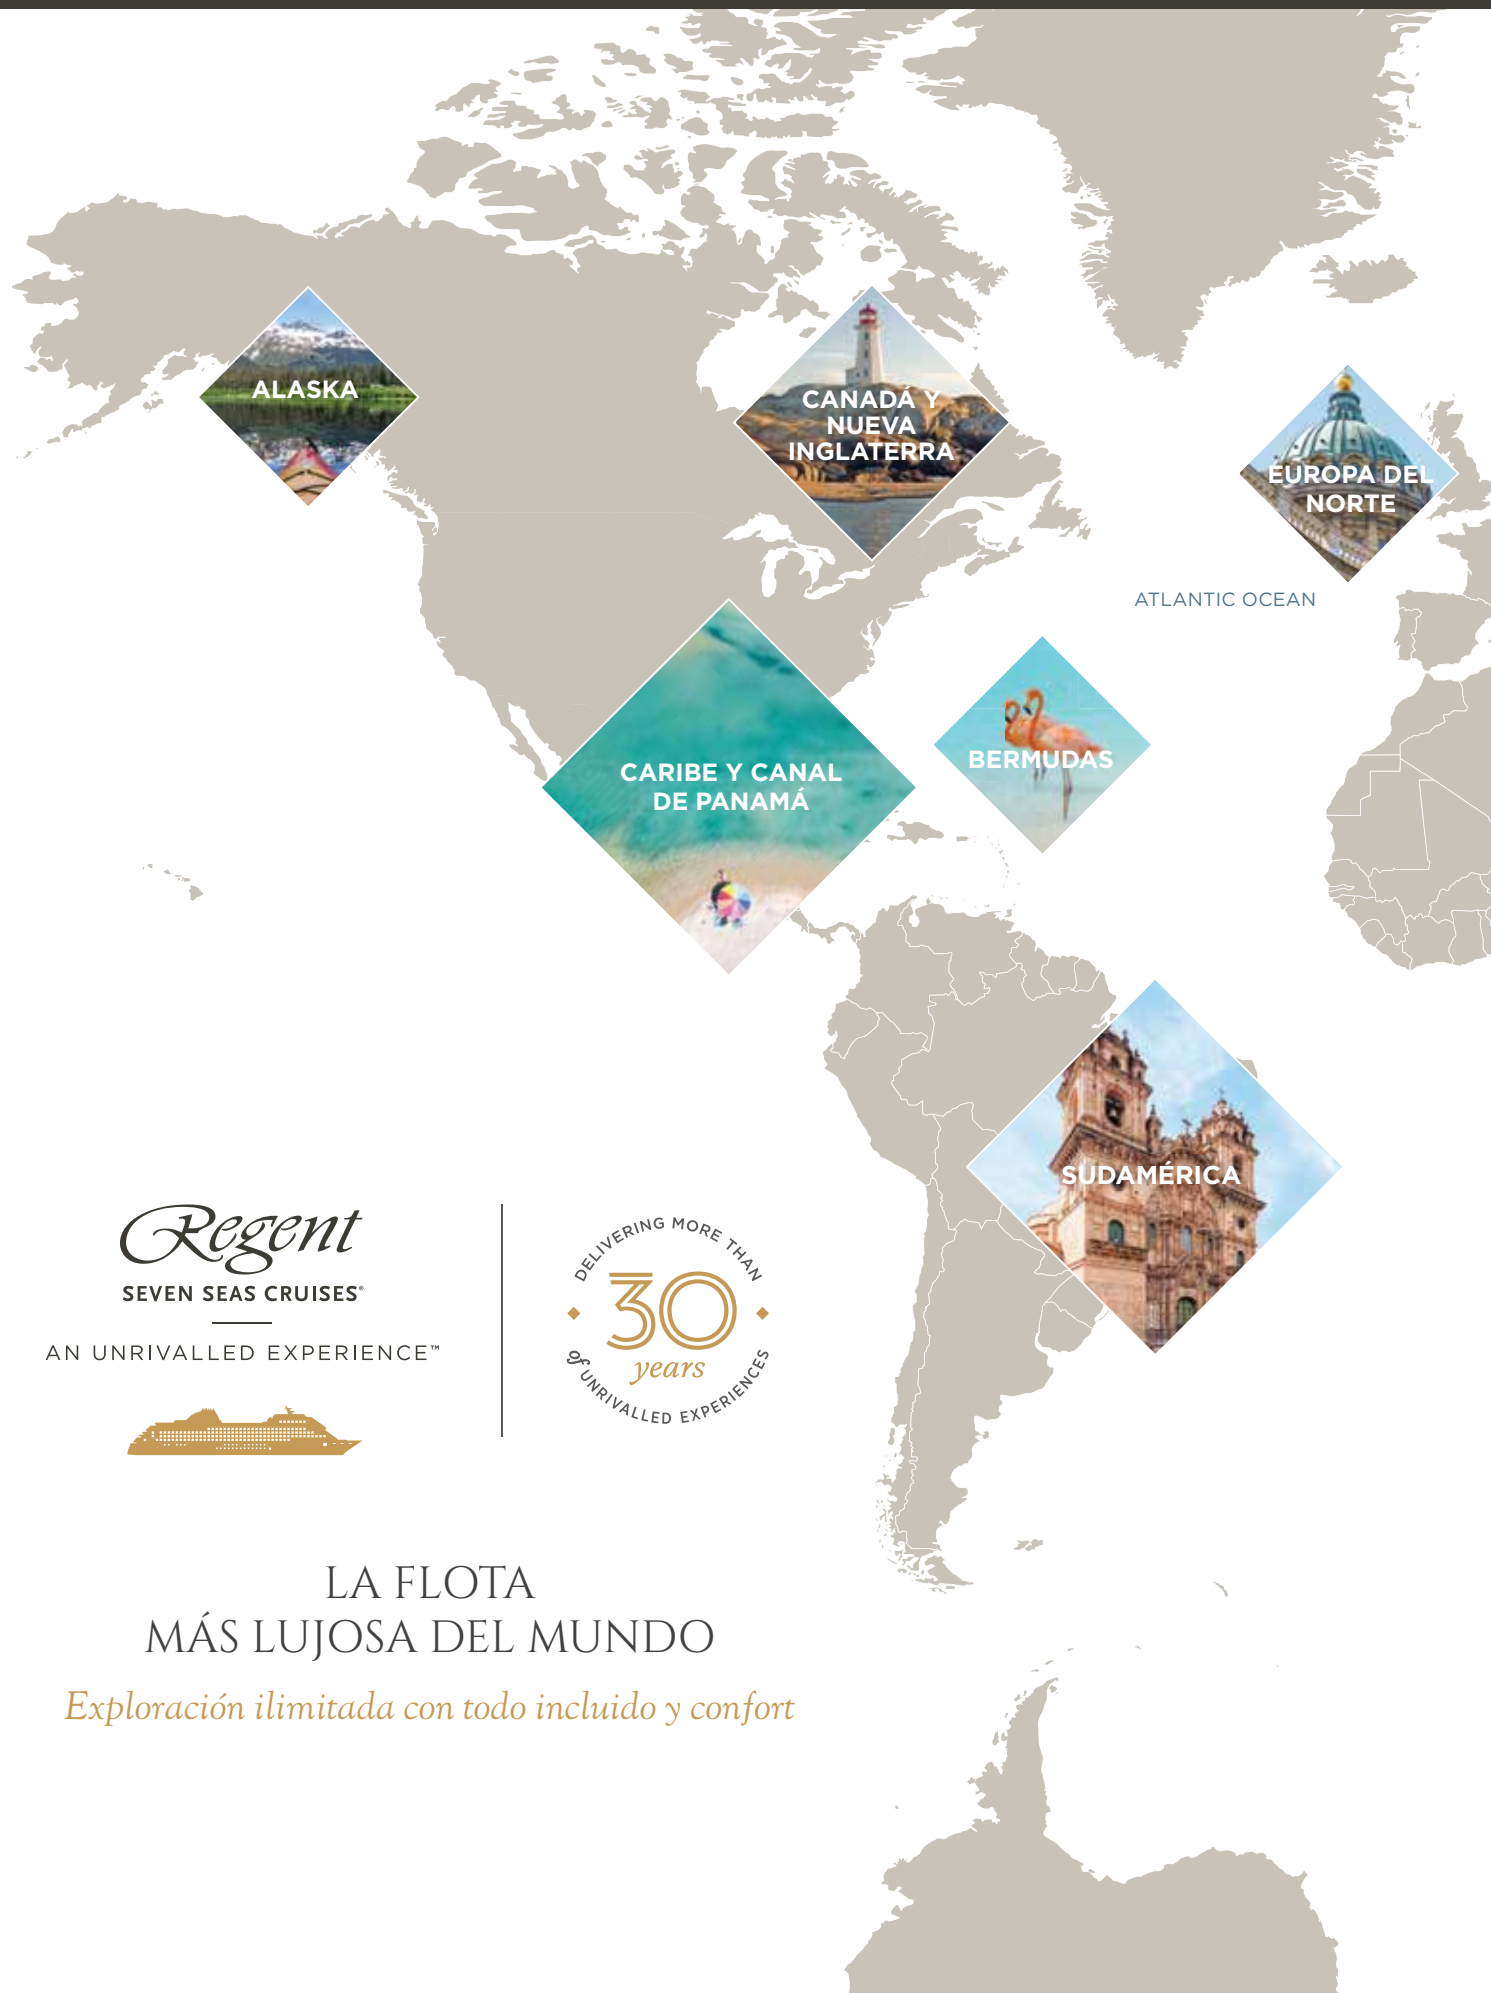 ALASKA
CANADÁ Y
NUEVA
INGLATERRA
EUROPA DEL
NORTE
ATLANTIC OCEAN
BERMUDAS
CARIBE Y CANAL
DE PANAMÁ
SUDAMÉRICA
Regent
SEVEN SEAS CRUISES®
AN UNRIVALLED EXPERIENCE™
DELIVERING MORE THAN
30
years
of UNRIVALLED EXPERIENCES
LA FLOTA
MÁS LUJOSA DEL MUNDO
Exploración ilimitada con todo incluido y confort